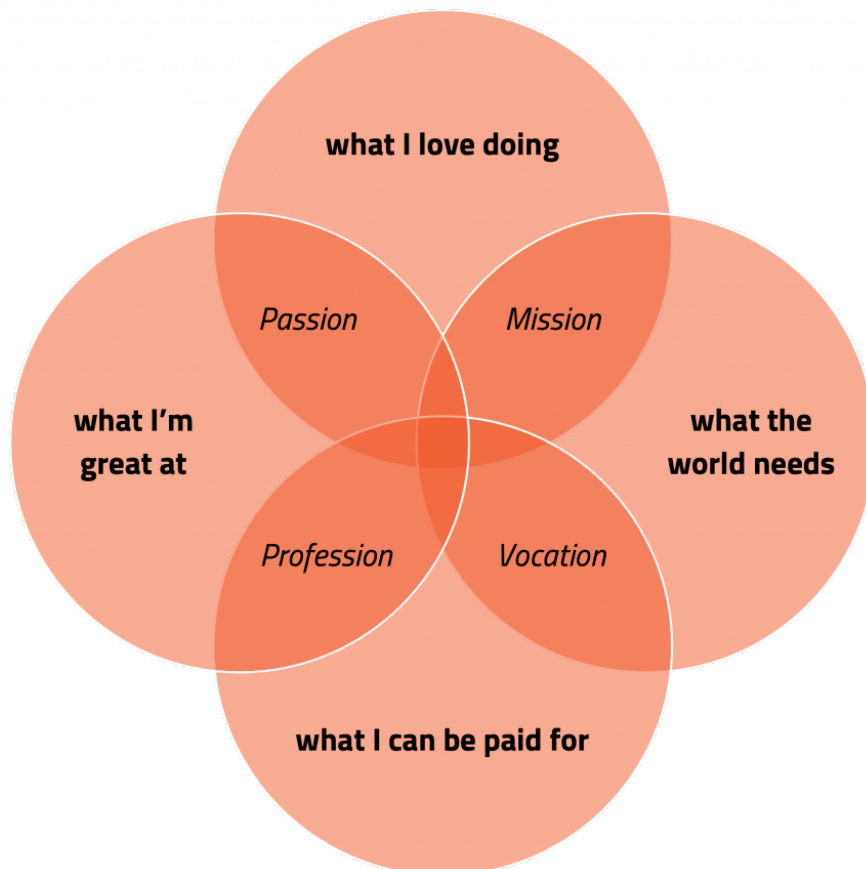 what I love doing
Passion
Mission
what I'm
great at
what the
world needs
Profession
Vocation
what I can be paid for